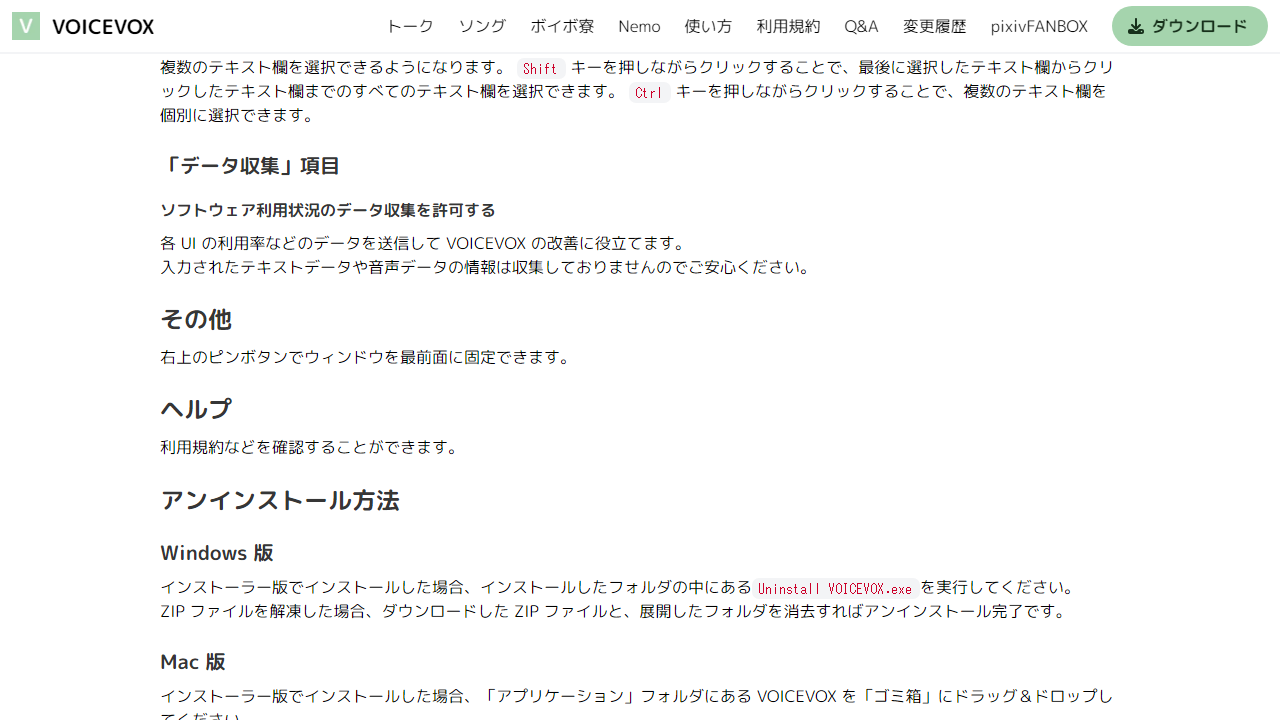 V VOICEVOX トーク ソング ボイボ寮 Nemo 使い方 利用規約 Q&A 変更履歴 pixivFANBOX ダウンロード
複数のテキスト欄を選択できるようになります。 Shift キーを押しながらクリックすることで、最後に選択したテキスト欄からクリ
ックしたテキスト欄までのすべてのテキスト欄を選択できます。 Ctrl キーを押しながらクリックすることで、複数のテキスト欄を
個別に選択できます。
「データ収集」項目
ソフトウェア利用状況のデータ収集を許可する
各 UI の利用率などのデータを送信して VOICEVOX の改善に役立てます。
入力されたテキストデータや音声データの情報は収集しておりませんのでご安心ください。
その他
右上のピンボタンでウィンドウを最前面に固定できます。
ヘルプ
利用規約などを確認することができます。
アンインストール方法
Windows 版
インストーラー版でインストールした場合、インストールしたフォルダの中にある Uninstall VOICEVOX.exe を実行してください。
ZIP ファイルを解凍した場合、ダウンロードした ZIP ファイルと、展開したフォルダを消去すればアンインストール完了です。
Mac 版
インストーラー版でインストールした場合、「アプリケーション」フォルダにある VOICEVOX を「ゴミ箱」にドラッグ＆ドロップし
てください。